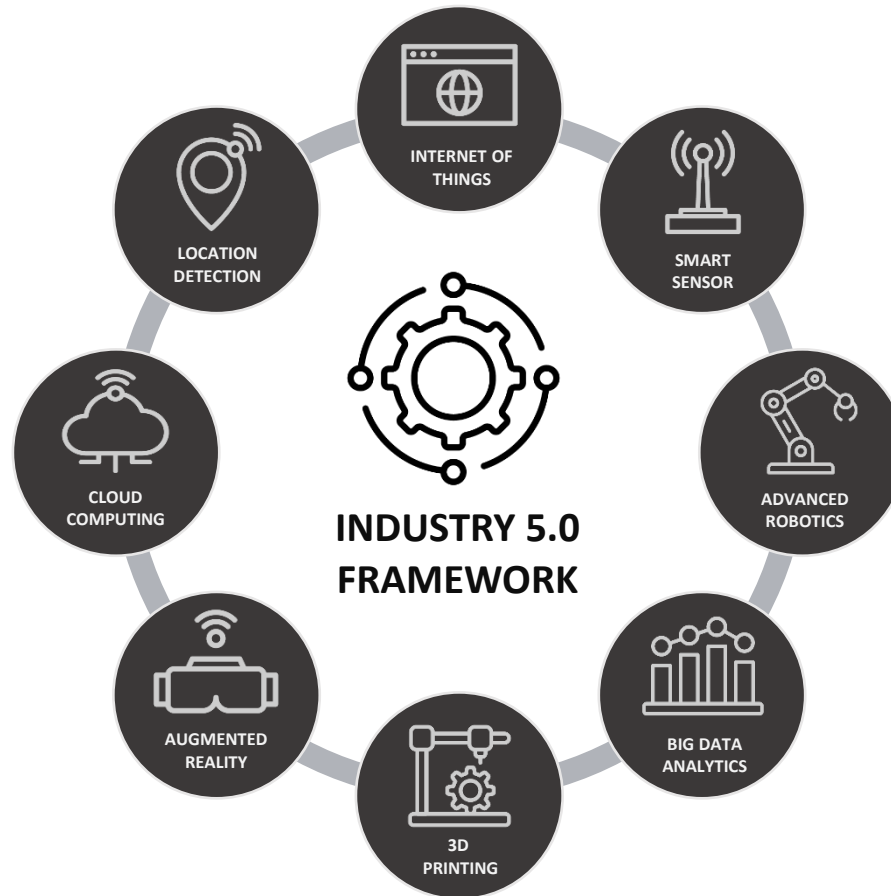 INTERNET OF
THINGS
SMART
SENSOR
ADVANCED
ROBOTICS
BIG DATA
ANALYTICS
3D
PRINTING
AUGMENTED
REALITY
CLOUD
COMPUTING
LOCATION
DETECTION
INDUSTRY 5.0
FRAMEWORK